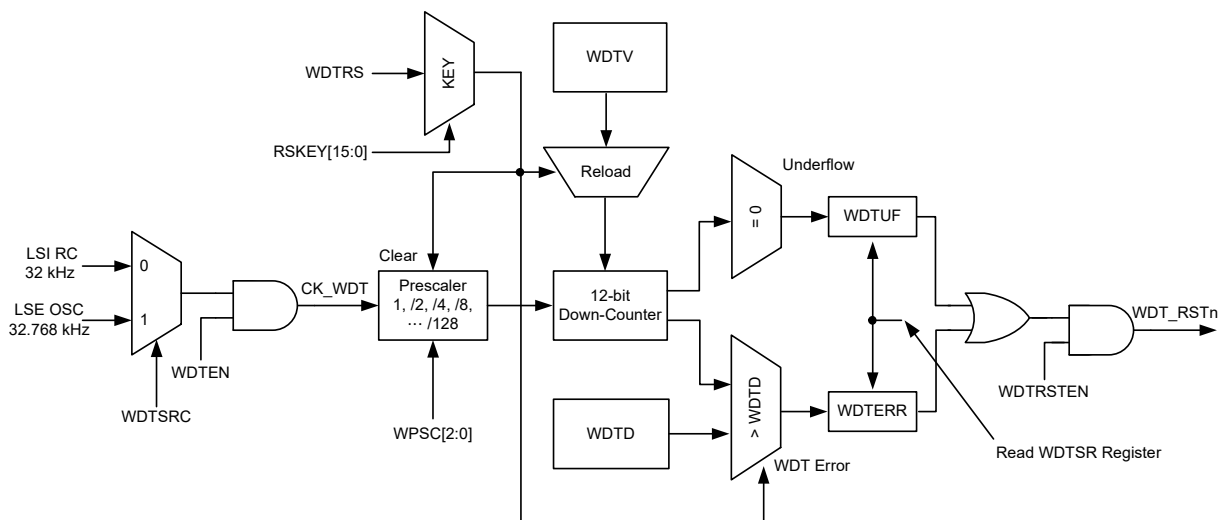 WDTRS
KEY
RSKEY[15:0]
WDTV
Reload
Underflow
= 0
WDTUF
LSI RC
32 kHz
0
LSE OSC
32.768 kHz
1
WDTSRC
WDTEN
CK_WDT
Clear
Prescaler
1, /2, /4, /8,
··· /128
WPSC[2:0]
12-bit
Down-Counter
WDTD
> WDTD
WDT Error
WDTERR
Read WDTSR Register
WDTRSTEN
WDT_RSTn